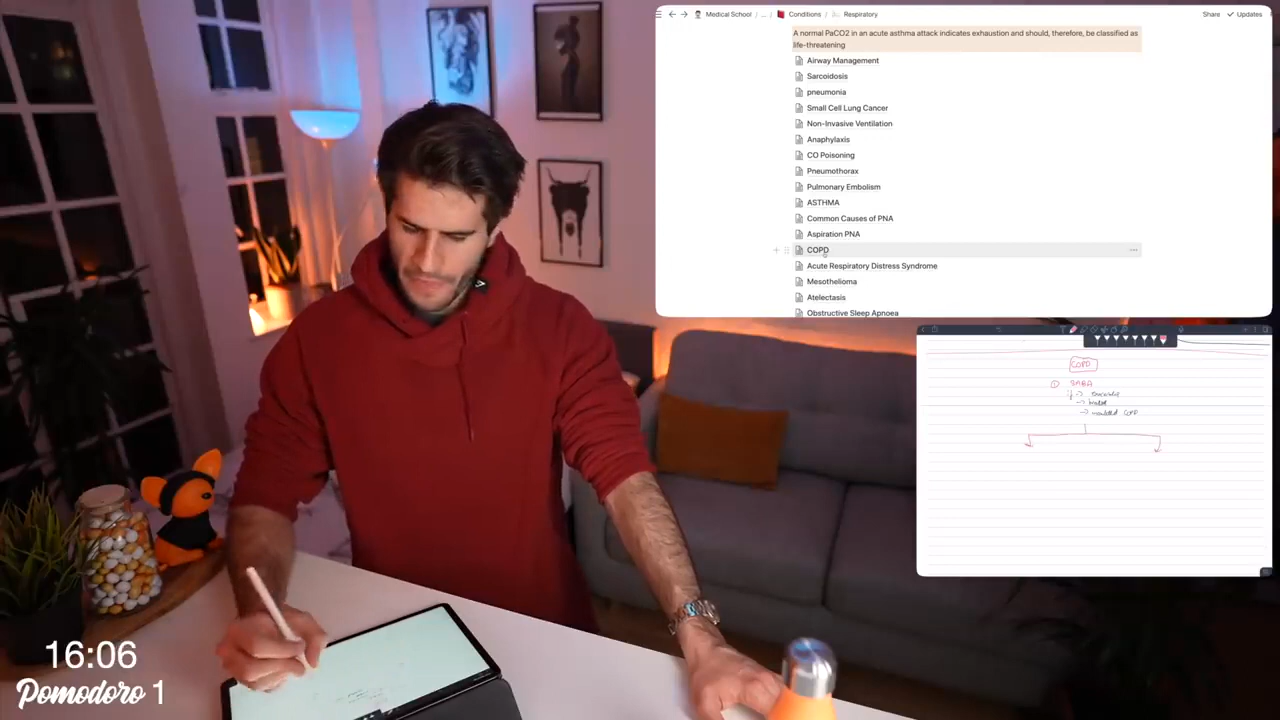 Medical School / ... / Conditions / Respiratory
Share Updates
A normal PaCO2 in an acute asthma attack indicates exhaustion and should, therefore, be classified as
life-threatening
Airway Management
Sarcoidosis
pneumonia
Small Cell Lung Cancer
Non-Invasive Ventilation
Anaphylaxis
CO Poisoning
Pneumothorax
Pulmonary Embolism
ASTHMA
Common Causes of PNA
Aspiration PNA
COPD
Acute Respiratory Distress Syndrome
Mesothelioma
Atelectasis
Obstructive Sleep Apnoea
COPD
① SABA
if
COPD
16:06
Pomodoro 1